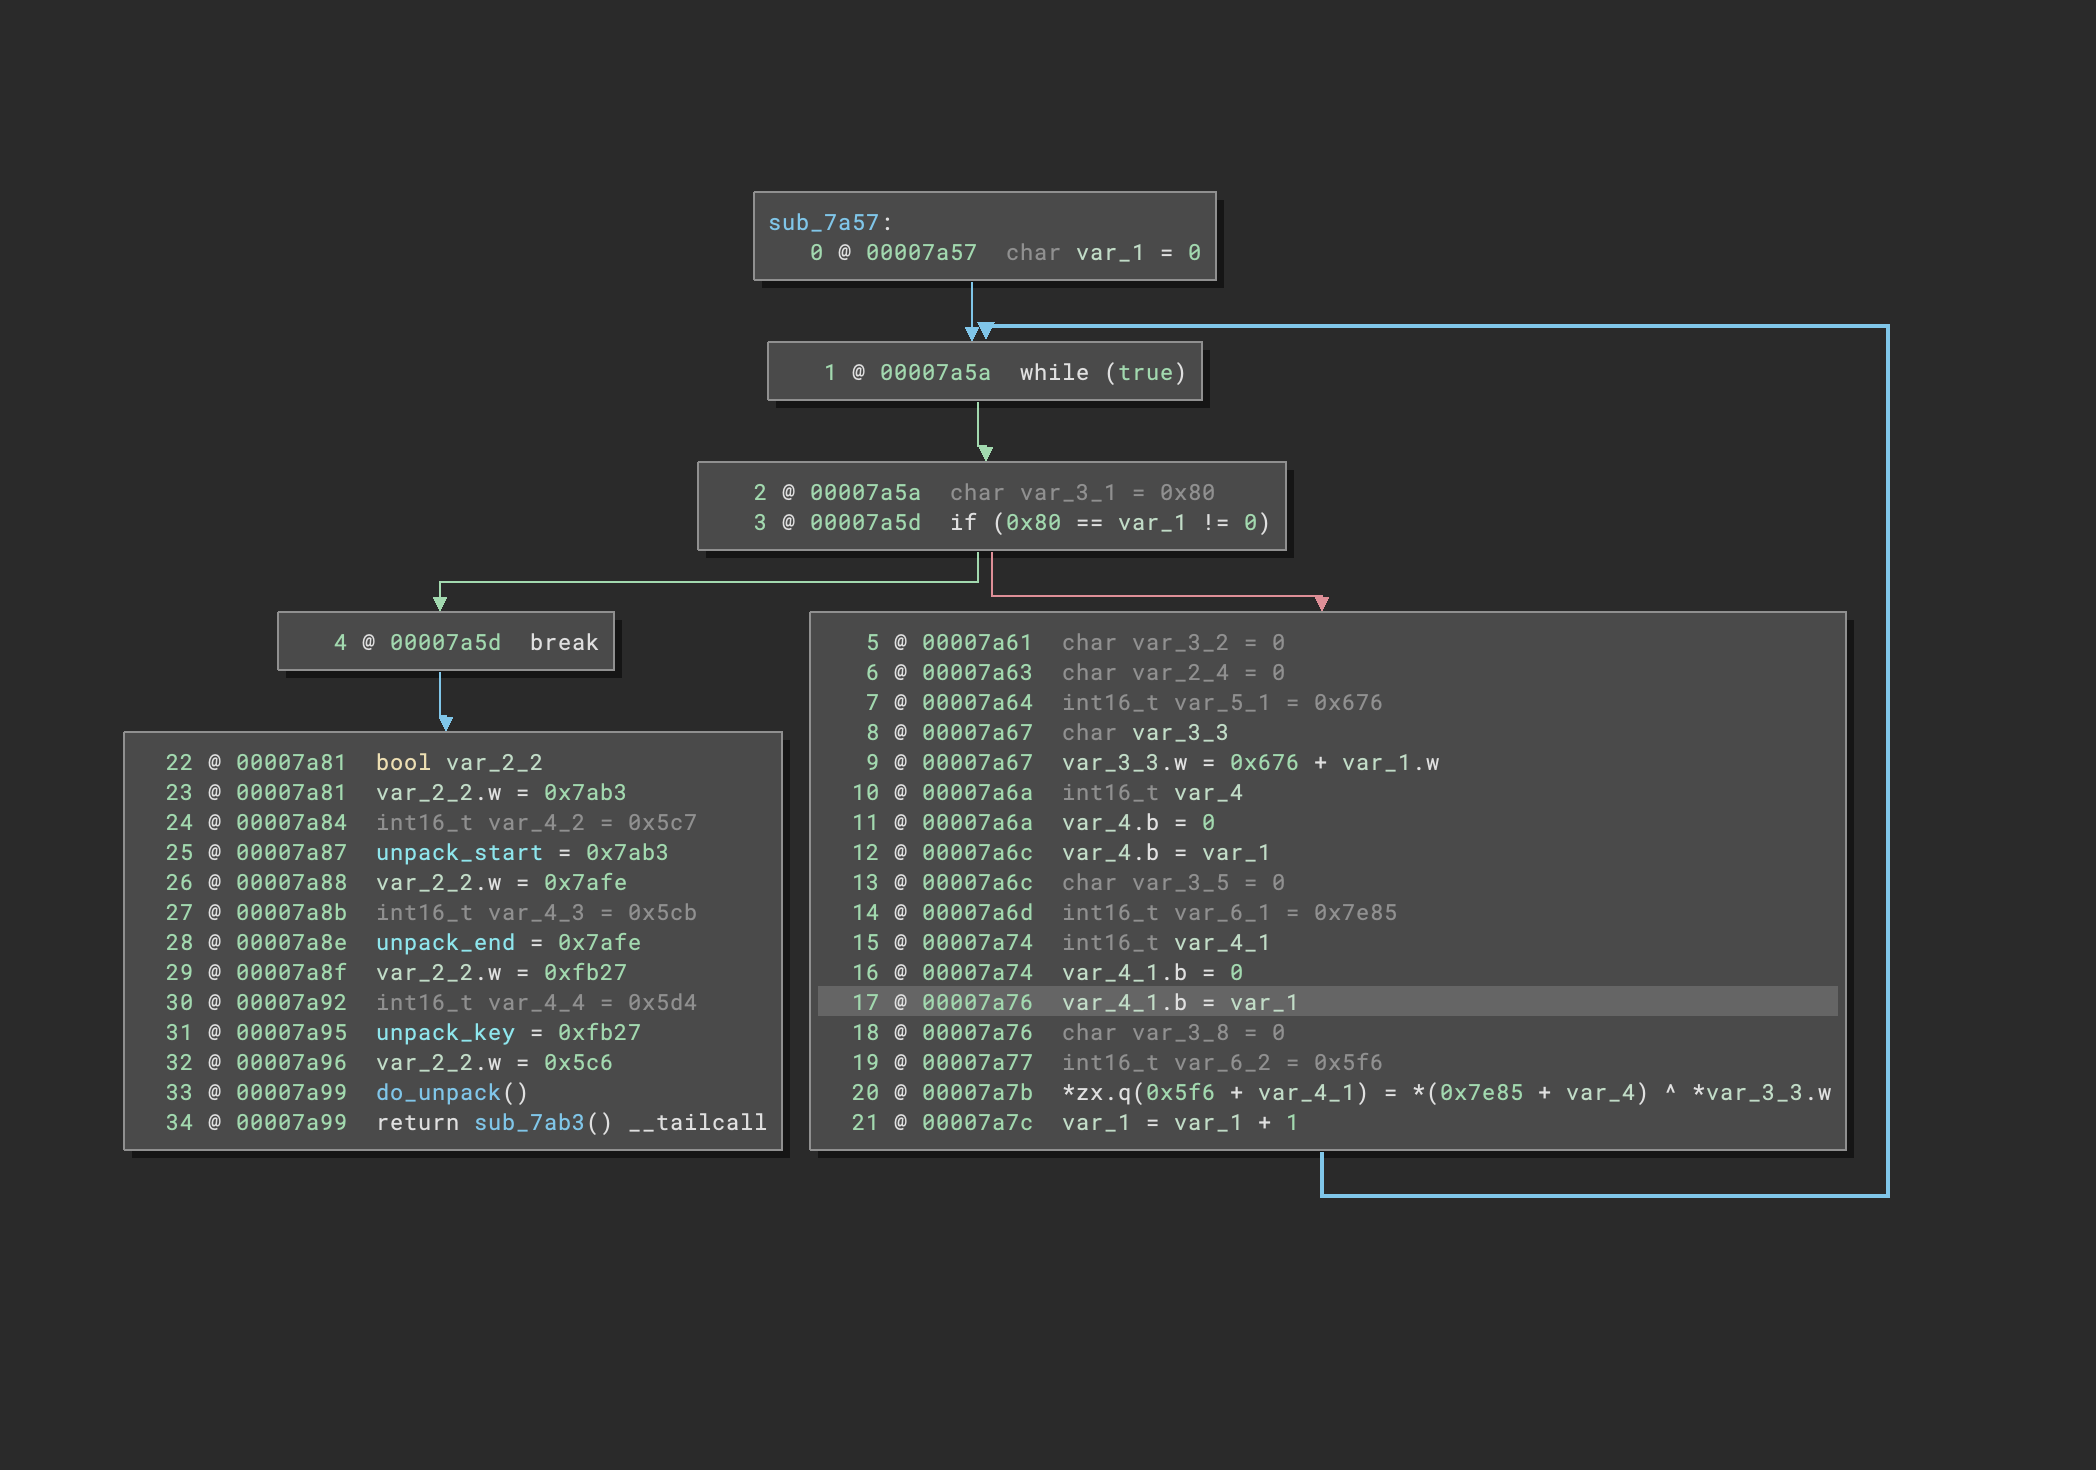 sub_7a57:
0 @ 00007a57 char var_1 = 0
1 @ 00007a5a while (true)
2 @ 00007a5a char var_3_1 = 0x80
3 @ 00007a5d if (0x80 == var_1 != 0)
4 @ 00007a5d break
22 @ 00007a81 bool var_2_2
23 @ 00007a81 var_2_2.w = 0x7ab3
24 @ 00007a84 int16_t var_4_2 = 0x5c7
25 @ 00007a87 unpack_start = 0x7ab3
26 @ 00007a88 var_2_2.w = 0x7afe
27 @ 00007a8b int16_t var_4_3 = 0x5cb
28 @ 00007a8e unpack_end = 0x7afe
29 @ 00007a8f var_2_2.w = 0xfb27
30 @ 00007a92 int16_t var_4_4 = 0x5d4
31 @ 00007a95 unpack_key = 0xfb27
32 @ 00007a96 var_2_2.w = 0x5c6
33 @ 00007a99 do_unpack()
34 @ 00007a99 return sub_7ab3() __tailcall
5 @ 00007a61 char var_3_2 = 0
6 @ 00007a63 char var_2_4 = 0
7 @ 00007a64 int16_t var_5_1 = 0x676
8 @ 00007a67 char var_3_3
9 @ 00007a67 var_3_3.w = 0x676 + var_1.w
10 @ 00007a6a int16_t var_4
11 @ 00007a6a var_4.b = 0
12 @ 00007a6c var_4.b = var_1
13 @ 00007a6c char var_3_5 = 0
14 @ 00007a6d int16_t var_6_1 = 0x7e85
15 @ 00007a74 int16_t var_4_1
16 @ 00007a74 var_4_1.b = 0
17 @ 00007a76 var_4_1.b = var_1
18 @ 00007a76 char var_3_8 = 0
19 @ 00007a77 int16_t var_6_2 = 0x5f6
20 @ 00007a7b *zx.q(0x5f6 + var_4_1) = *(0x7e85 + var_4) ^ *var_3_3.w
21 @ 00007a7c var_1 = var_1 + 1